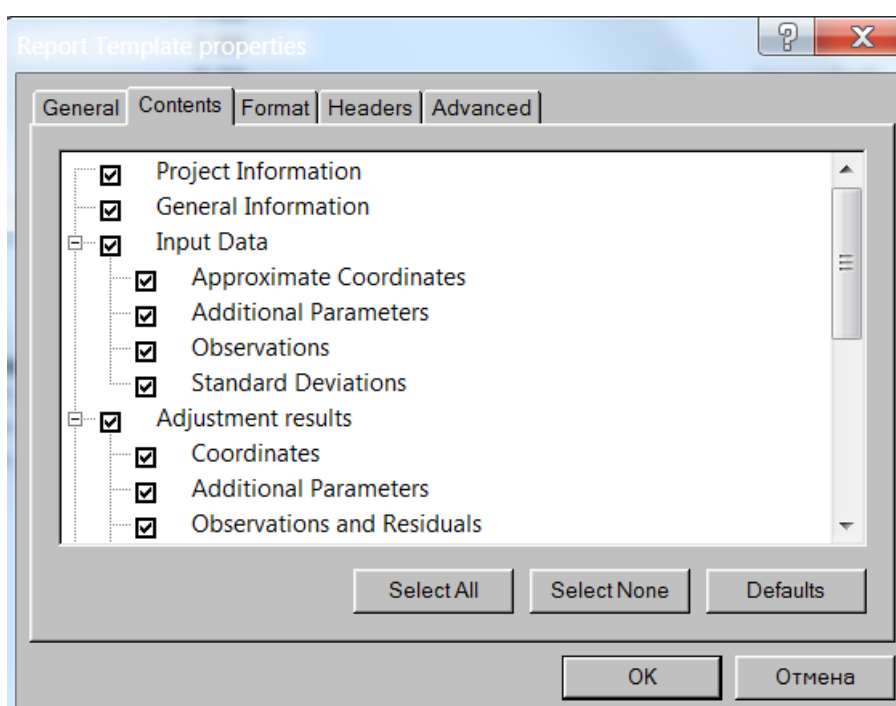 Report Template properties
General Contents Format Headers Advanced
Project Information
General Information
Input Data
Approximate Coordinates
Additional Parameters
Observations
Standard Deviations
Adjustment results
Coordinates
Additional Parameters
Observations and Residuals
Select All Select None Defaults
OK Отмена